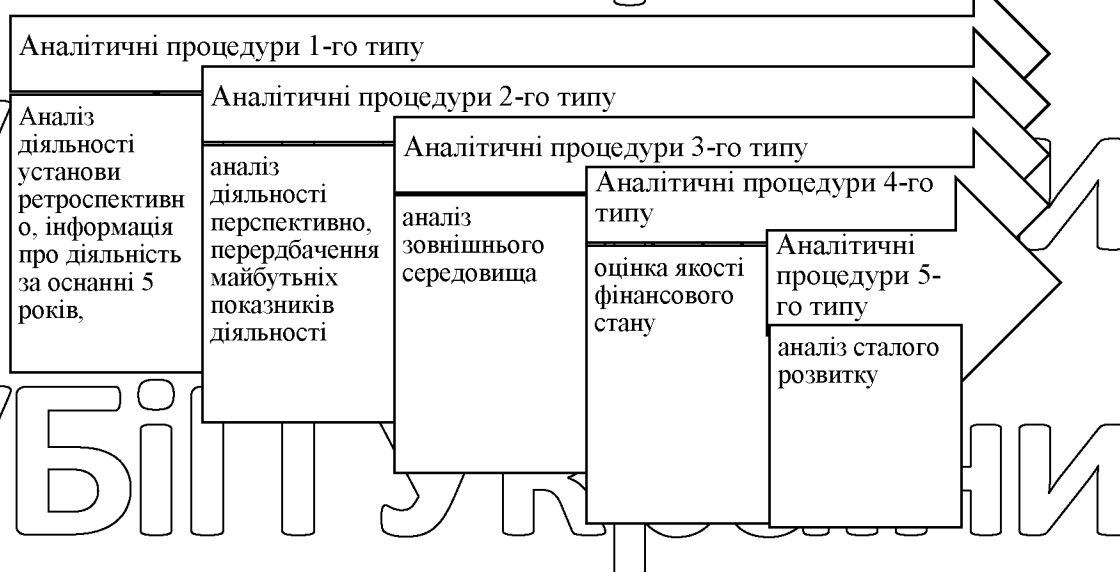 Аналітичні процедури 1-го типу
Аналіз
діяльності
установи
ретроспективн
о, інформація
про діяльність
за оснанні 5
років,
Аналітичні процедури 2-го типу
аналіз
діяльності
перспективно,
перердбачення
майбутьніх
показників
діяльності
Аналітичні процедури 3-го типу
аналіз
зовнішнього
середовища
Аналітичні процедури 4-го
типу
оцінка якості
фінансового
стану
Аналітичні
процедури 5-
го типу
аналіз сталого
розвитку